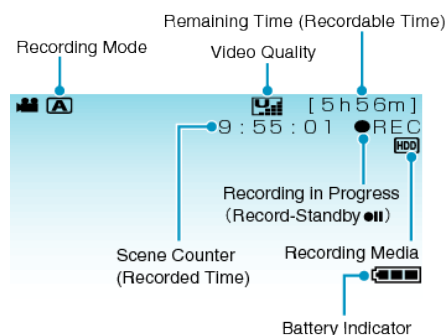 Remaining Time (Recordable Time)
Recording Mode
Video Quality
A
[5h56m]
9:55:01 ●REC
HDD
Recording in Progress
(Record-Standby ●II)
Scene Counter
(Recorded Time)
Recording Media
Battery Indicator